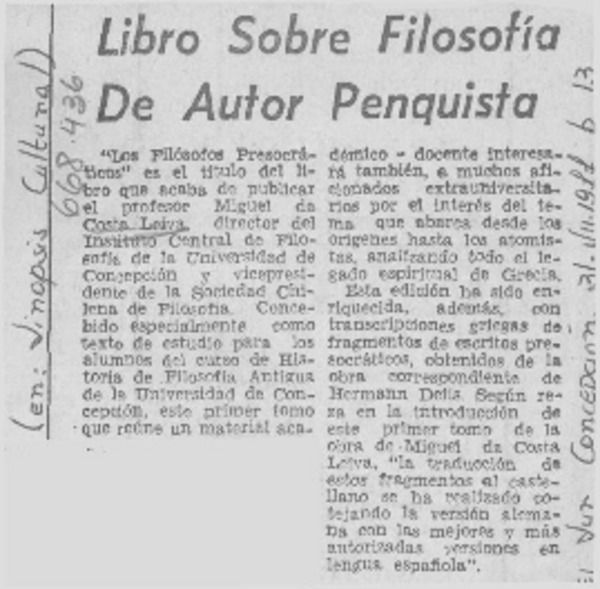 Libro Sobre Filosofía
De Autor Penquista
"Los Filósofos Presocrá-
ticos" es el título del li-
bro que acaba de publicar
el profesor Miguel da
Costa Leiva, director del
Instituto Central de Filo-
sofía de la Universidad de
Concepción y vicepresi-
dente de la Sociedad Chi-
lena de Filosofía. Conce-
bido especialmente como
texto de estudio para los
alumnos del curso de His-
toria de Filosofía Antigua
de la Universidad de Con-
cepción, este primer tomo
que reúne un material aca-
démico - docente interesa-
rá también, a muchos afi-
cionados extrauniversita-
rios por el interés del te-
ma que abarca desde los
orígenes hasta los atomis-
tas, analizando todo el le-
gado espiritual de Grecia.
Esta edición ha sido en-
riquecida, además, con
transcripciones griegas de
fragmentos de escritos pre-
socráticos, obtenidos de la
obra correspondiente de
Hermann Deils. Según re-
za en la introducción de
este primer tomo de la
obra de Miguel da Costa
Leiva, "la traducción de
estos fragmentos al caste-
llano se ha realizado co-
tejando la versión alema-
na con las mejores y más
autorizadas versiones en
lengua española".
(en: Sinopsis Cultural)
668.436
Sur Concepción